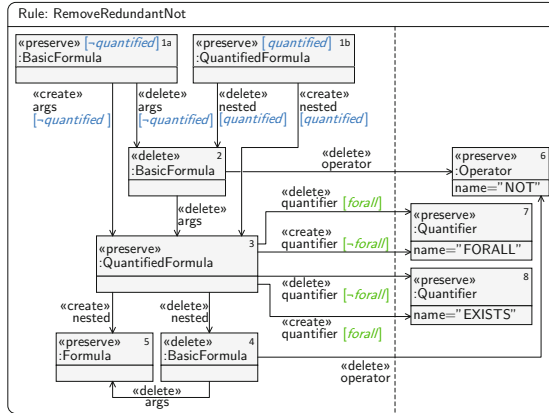 Rule: RemoveRedundantNot
«preserve» [¬quantified] 1a
:BasicFormula
«preserve» [quantified] 1b
:QuantifiedFormula
«create»
args
[¬quantified ]
«delete»
args
[¬quantified]
«delete»
nested
[quantified]
«create»
nested
[quantified]
«delete» 2
:BasicFormula
«delete»
operator
«preserve» 6
:Operator
name="NOT"
«delete»
args
«delete»
quantifier [forall]
«preserve» 7
:Quantifier
name="FORALL"
«preserve» 3
:QuantifiedFormula
«create»
quantifier [¬forall]
«delete»
quantifier [¬forall]
«preserve» 8
:Quantifier
name="EXISTS"
«create»
quantifier [forall]
«create»
nested
«delete»
nested
«preserve» 5
:Formula
«delete» 4
:BasicFormula
«delete»
operator
«delete»
args